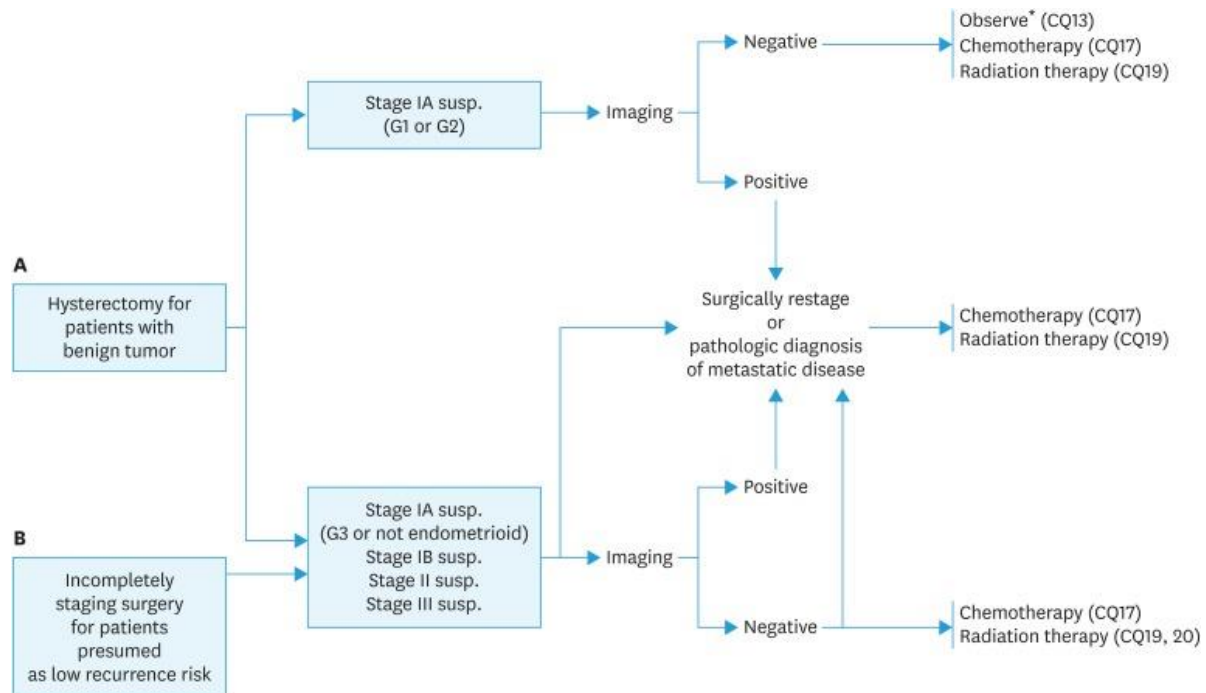 A
Hysterectomy for
patients with
benign tumor
B
Incompletely
staging surgery
for patients
presumed
as low recurrence risk
Stage IA susp.
(G1 or G2)
Imaging
Negative
Positive
Observe* (CQ13)
Chemotherapy (CQ17)
Radiation therapy (CQ19)
Surgically restage
or
pathologic diagnosis
of metastatic disease
Chemotherapy (CQ17)
Radiation therapy (CQ19)
Stage IA susp.
(G3 or not endometrioid)
Stage IB susp.
Stage II susp.
Stage III susp.
Imaging
Positive
Negative
Chemotherapy (CQ17)
Radiation therapy (CQ19, 20)